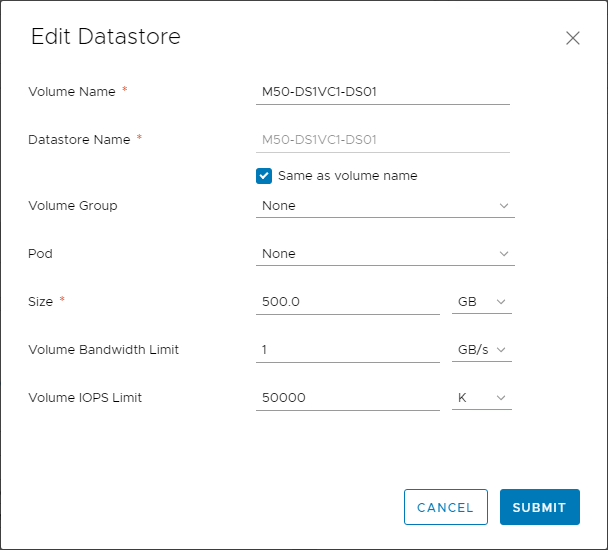 Edit Datastore
Volume Name * M50-DS1VC1-DS01
Datastore Name * M50-DS1VC1-DS01
Same as volume name
Volume Group None
Pod None
Size * 500.0 GB
Volume Bandwidth Limit 1 GB/s
Volume IOPS Limit 50000 K
CANCEL SUBMIT